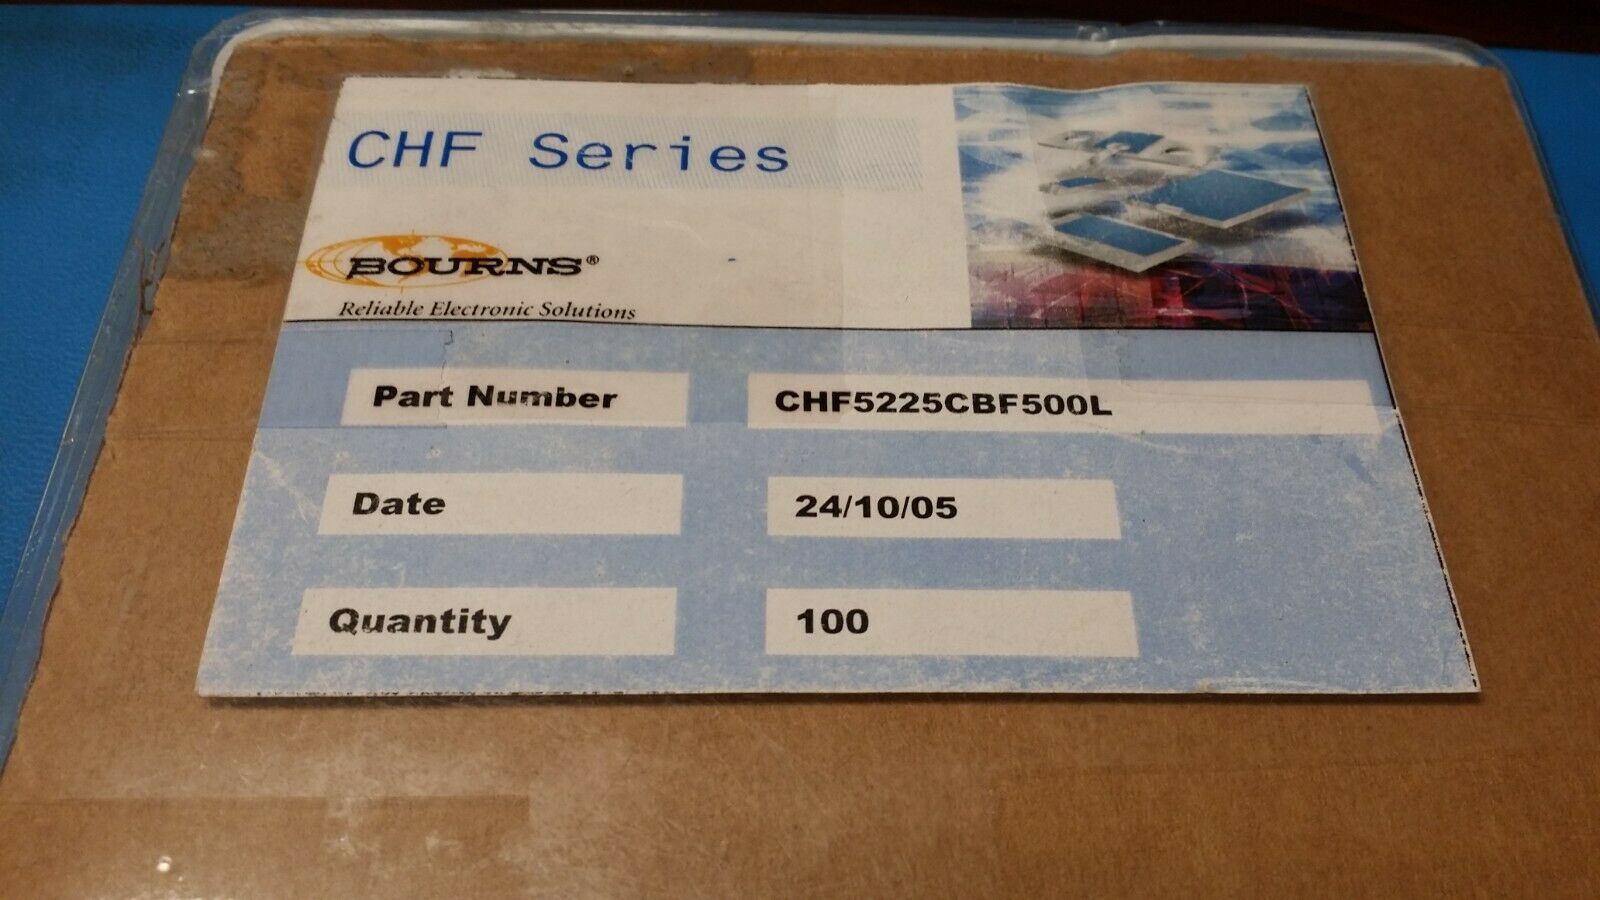 CHF Series
BOURNS®
Reliable Electronic Solutions
Part Number CHF5225CBF500L
Date 24/10/05
Quantity 100